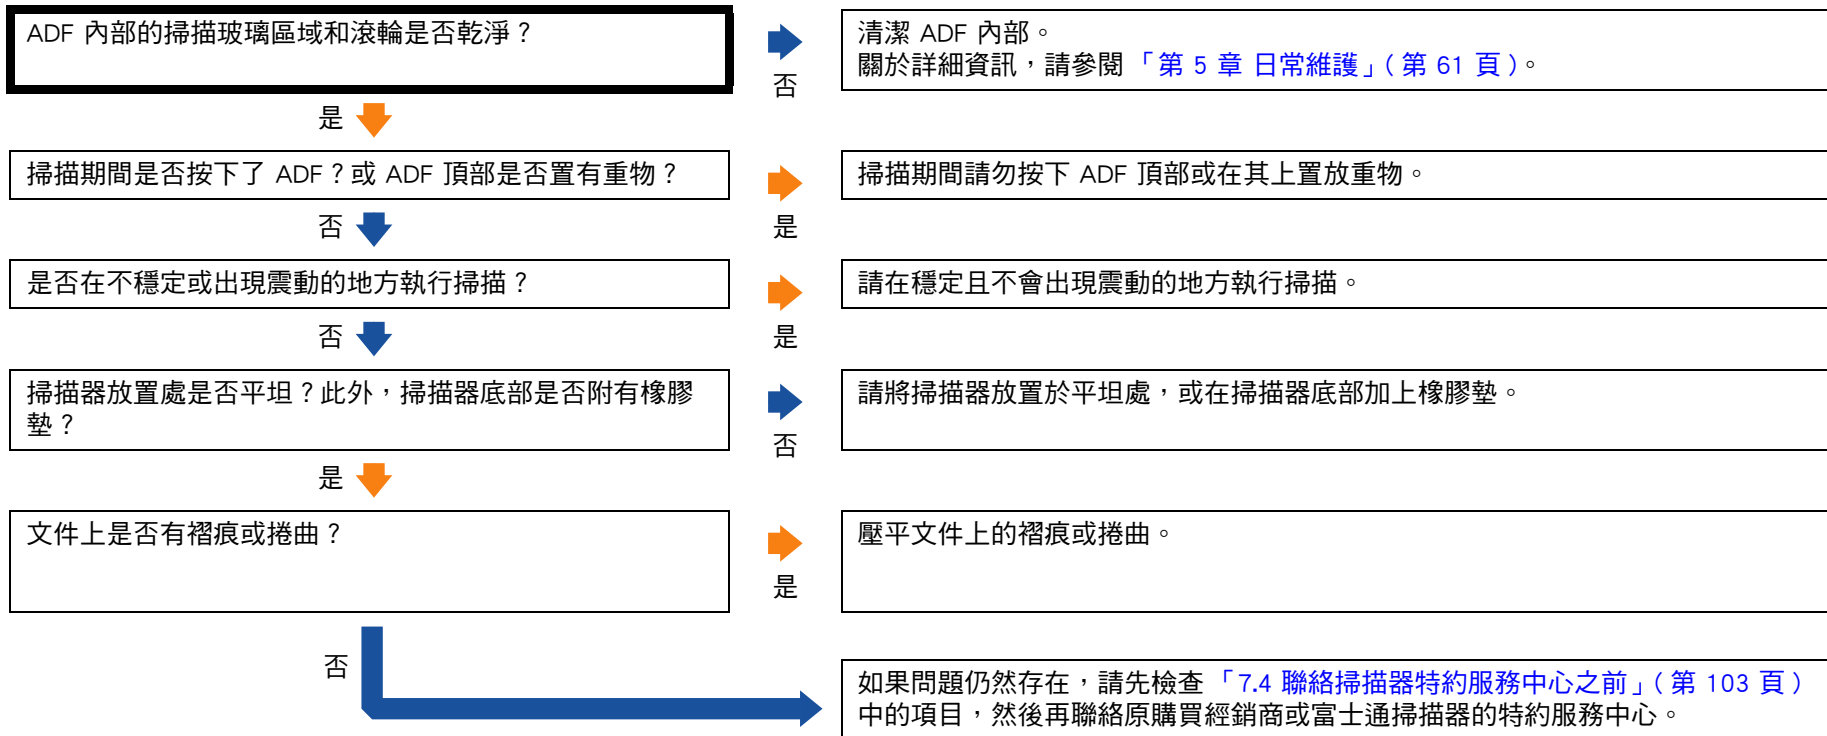 ADF 內部的掃描玻璃區域和滾輪是否乾淨？
否
清潔 ADF 內部。
關於詳細資訊，請參閱 「第 5 章 日常維護」( 第 61 頁 )。
是
掃描期間是否按下了 ADF？或 ADF 頂部是否置有重物？
是
掃描期間請勿按下 ADF 頂部或在其上置放重物。
否
是否在不穩定或出現震動的地方執行掃描？
是
請在穩定且不會出現震動的地方執行掃描。
否
掃描器放置處是否平坦？此外，掃描器底部是否附有橡膠
墊？
否
請將掃描器放置於平坦處，或在掃描器底部加上橡膠墊。
是
文件上是否有褶痕或捲曲？
是
壓平文件上的褶痕或捲曲。
否
如果問題仍然存在，請先檢查 「7.4 聯絡掃描器特約服務中心之前」( 第 103 頁 )
中的項目，然後再聯絡原購買經銷商或富士通掃描器的特約服務中心。